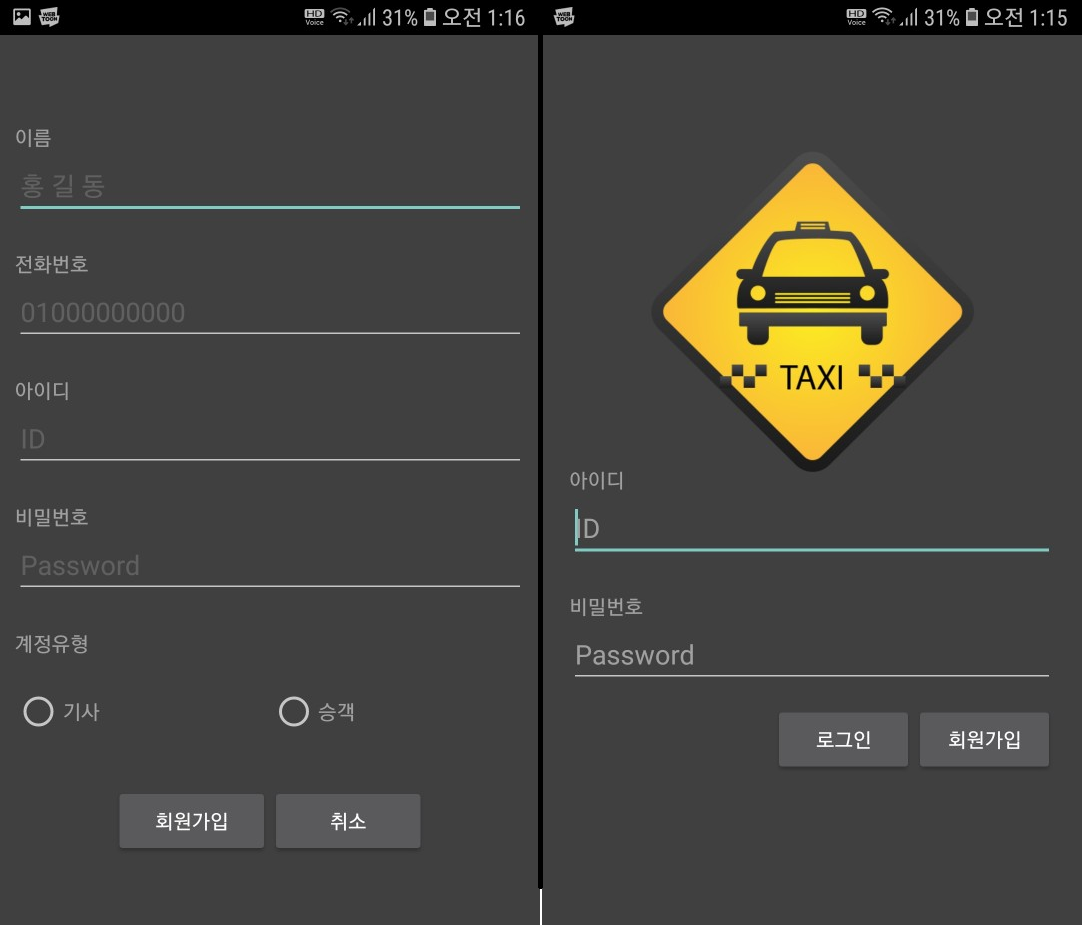 HD Voice 31% 오전 1:16
이름
홍 길 동
전화번호
01000000000
아이디
ID
비밀번호
Password
계정유형
기사 승객
회원가입 취소
WEB TOON HD Voice 31% 오전 1:15
TAXI
아이디
ID
비밀번호
Password
로그인 회원가입